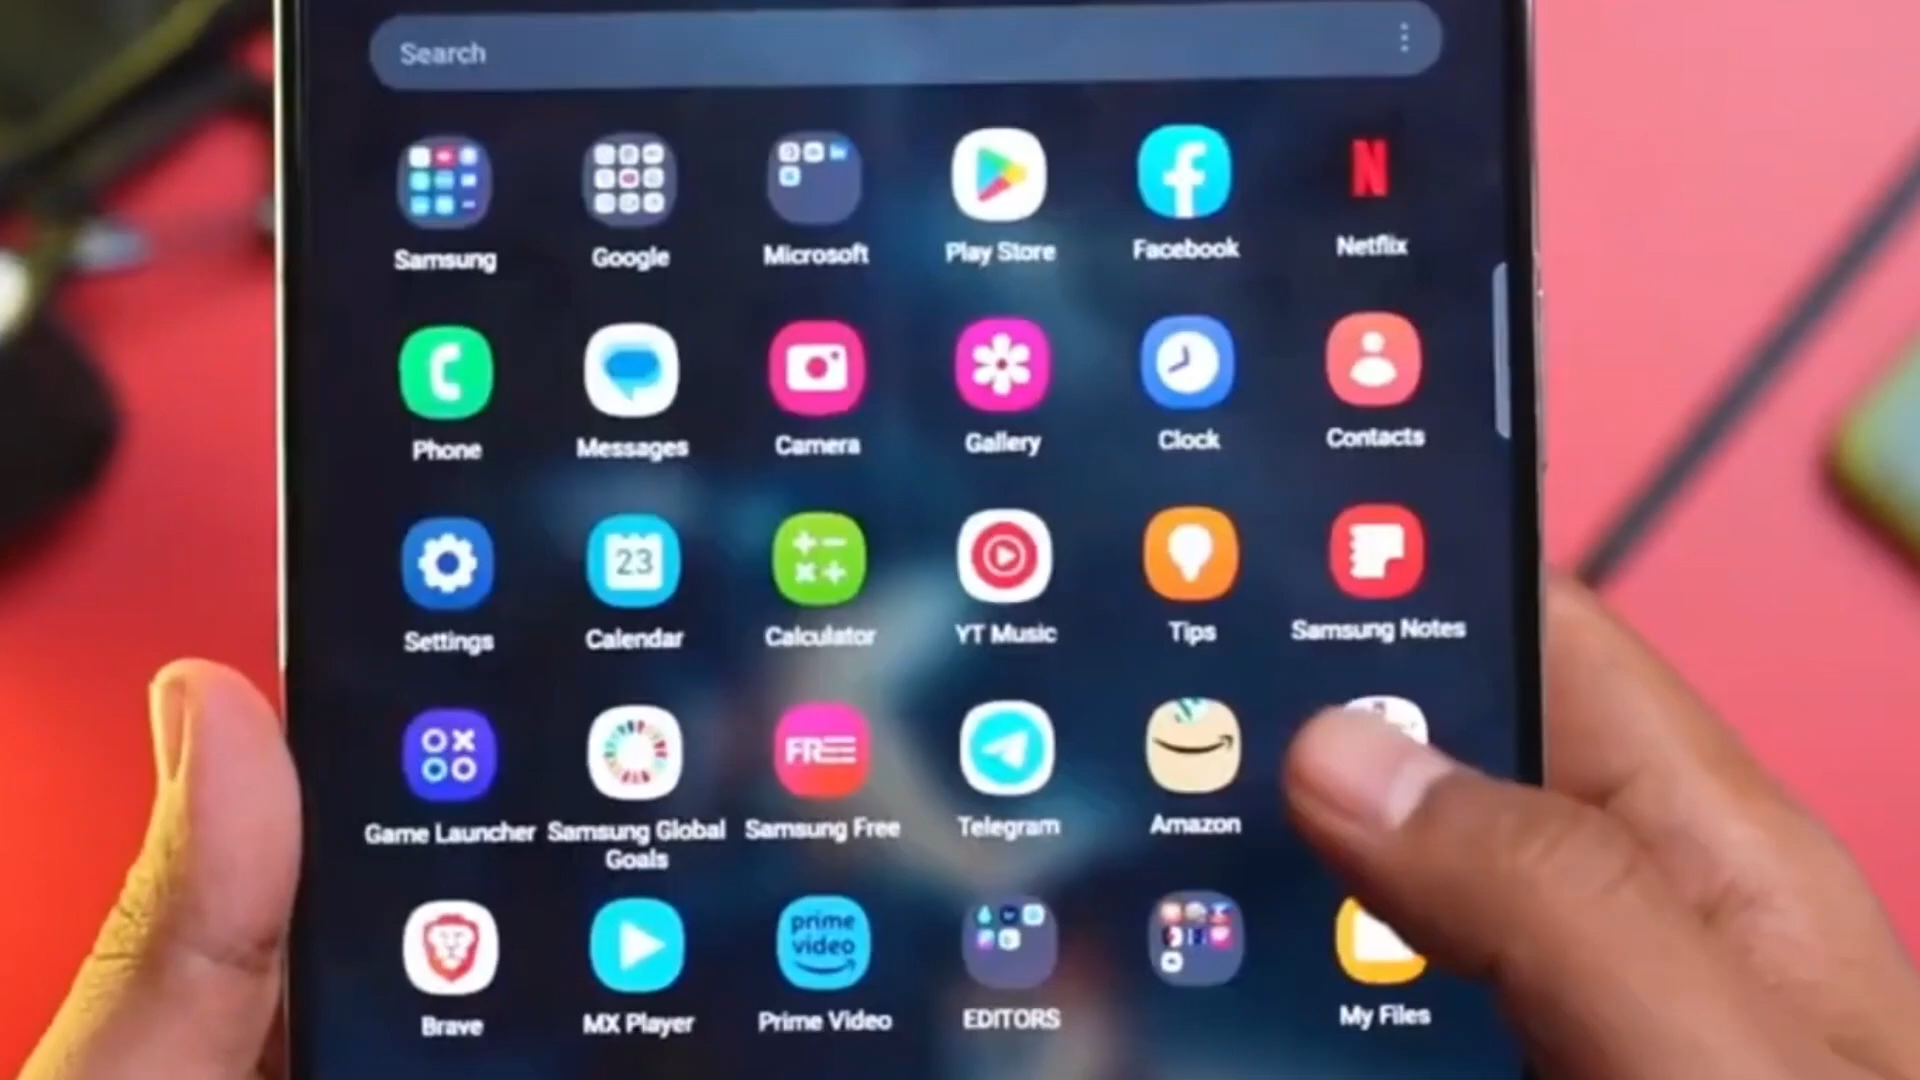 Search
Samsung
Google
Microsoft
Play Store
Facebook
N
Netflix
Phone
Messages
Camera
Gallery
Clock
Contacts
23
Settings
Calendar
Calculator
YT Music
Tips
Samsung Notes
FREE
Game Launcher
Samsung Global
Goals
Samsung Free
Telegram
Amazon
prime
video
Brave
MX Player
Prime Video
EDITORS
My Files